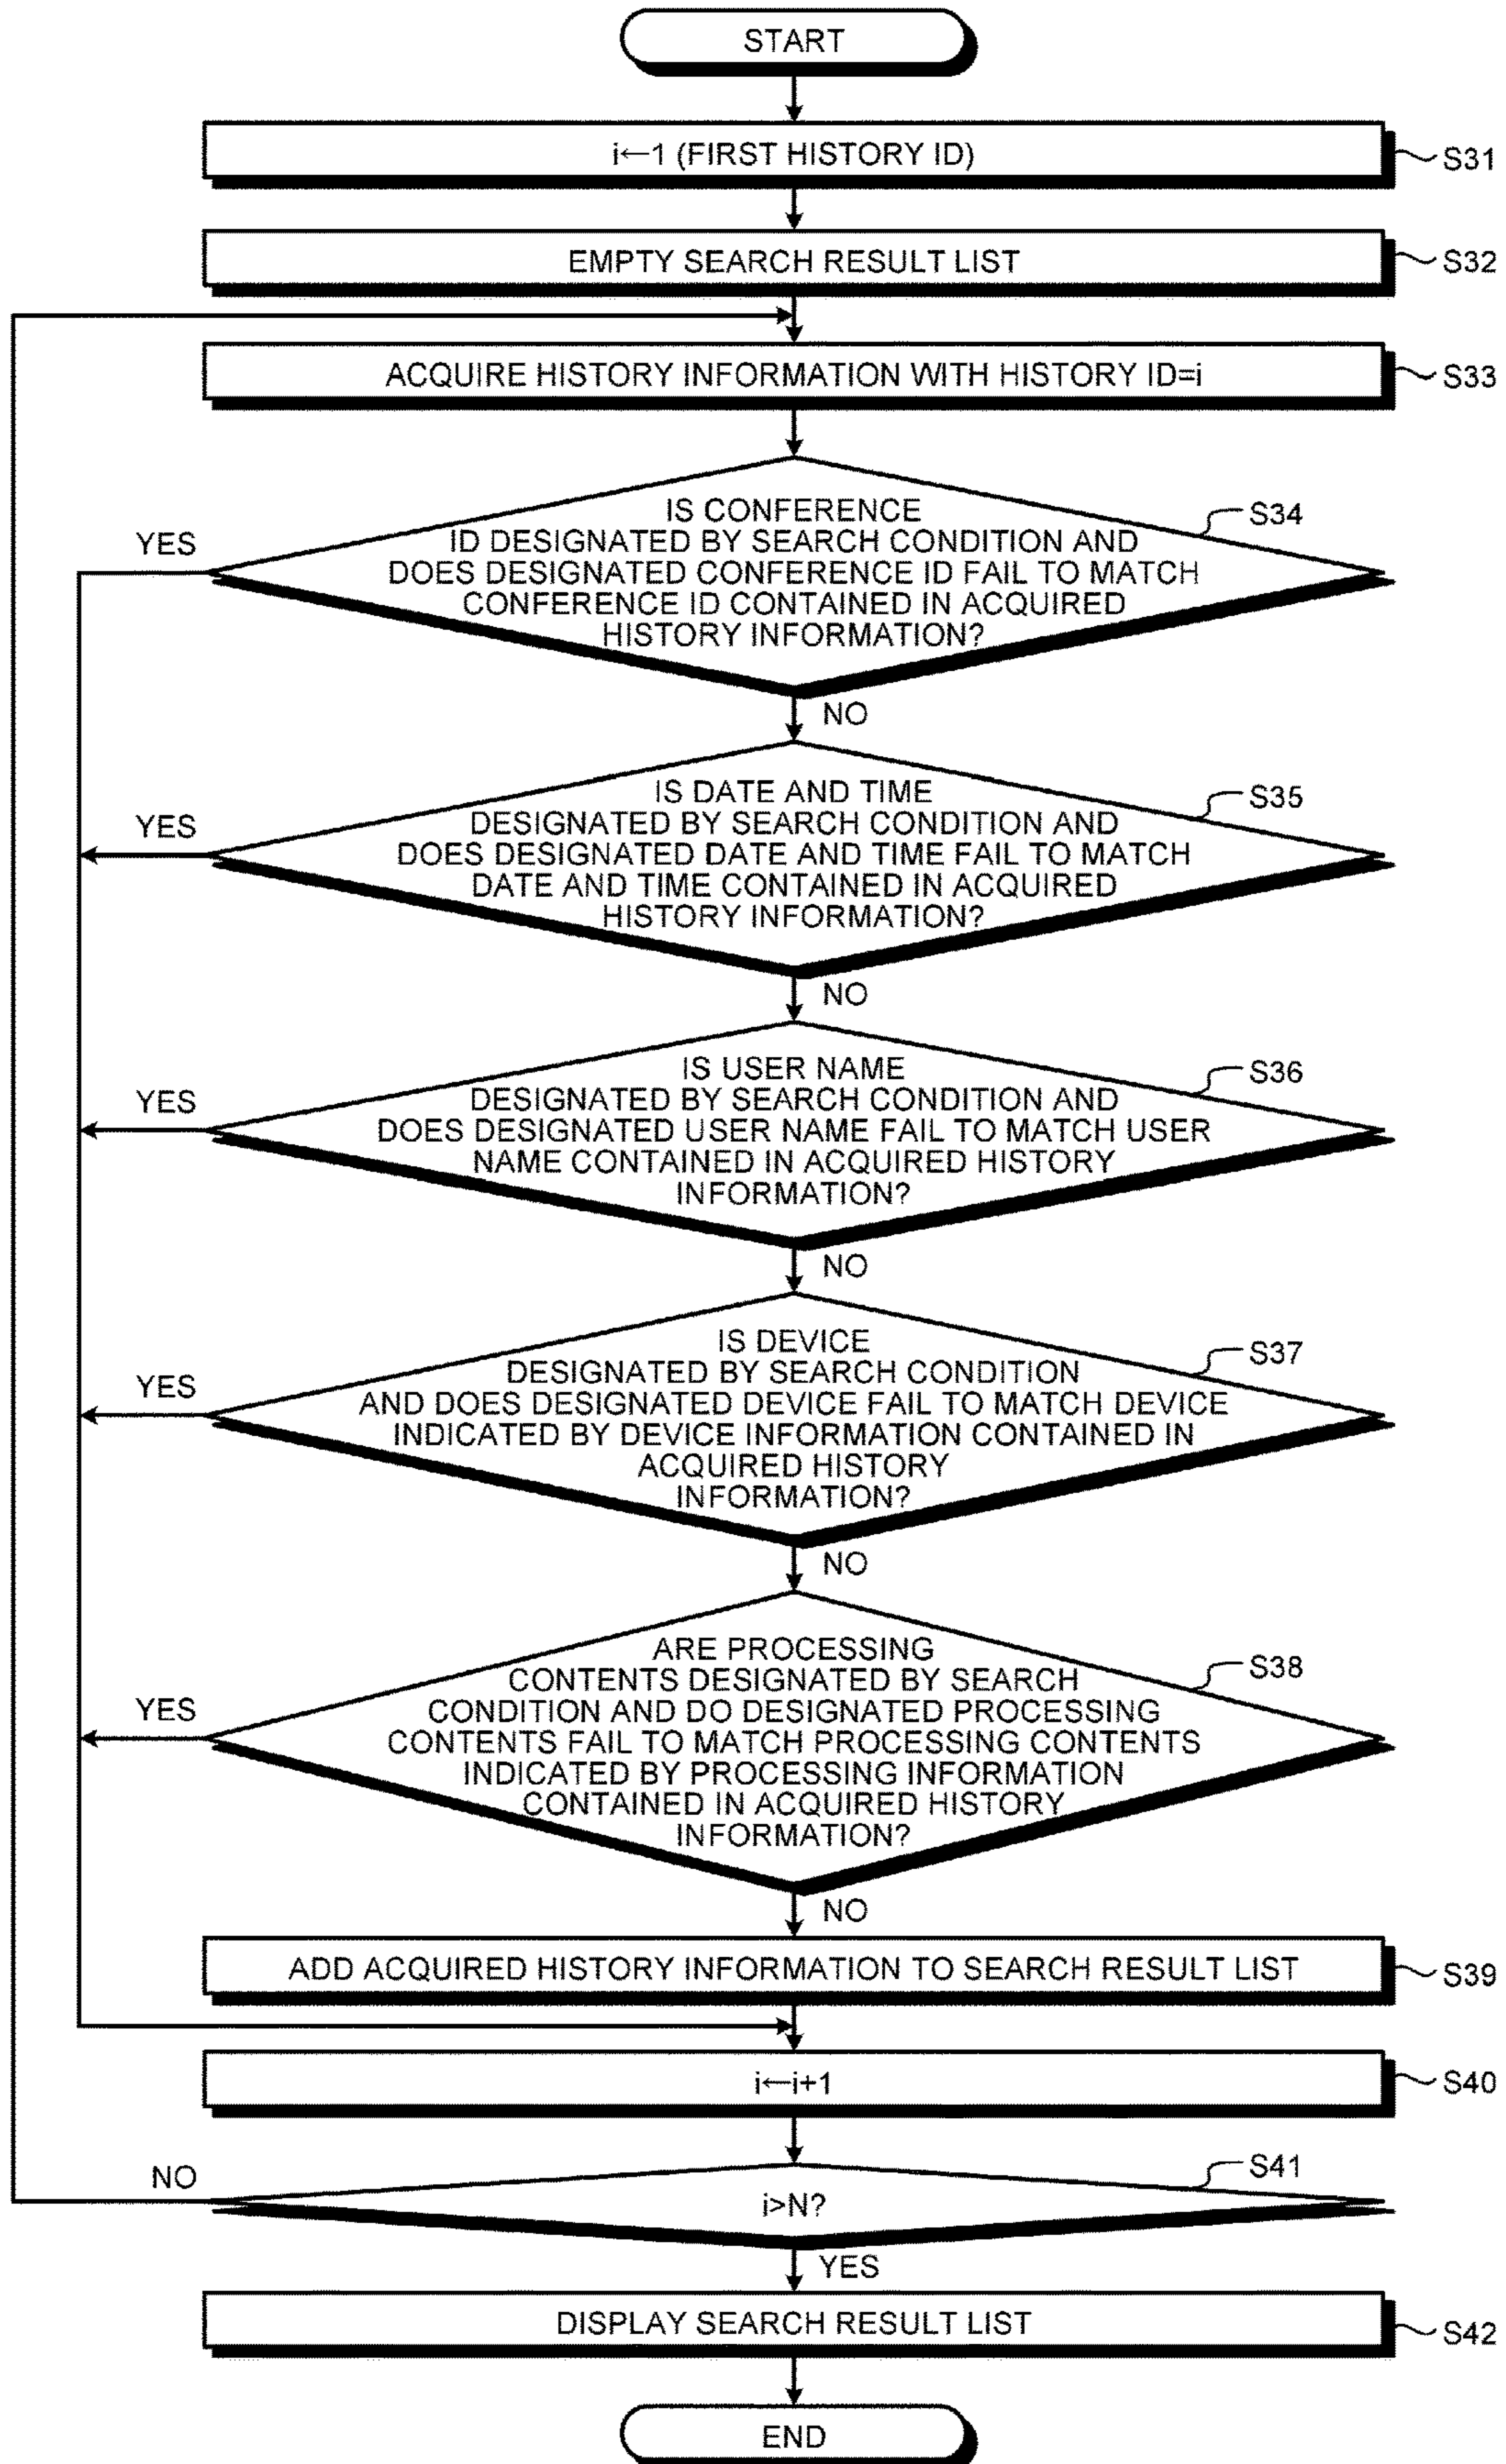 START
i←1 (FIRST HISTORY ID)
S31
EMPTY SEARCH RESULT LIST
S32
ACQUIRE HISTORY INFORMATION WITH HISTORY ID=i
S33
IS CONFERENCE
ID DESIGNATED BY SEARCH CONDITION AND
DOES DESIGNATED CONFERENCE ID FAIL TO MATCH
CONFERENCE ID CONTAINED IN ACQUIRED
HISTORY INFORMATION?
S34
YES
NO
IS DATE AND TIME
DESIGNATED BY SEARCH CONDITION AND
DOES DESIGNATED DATE AND TIME FAIL TO MATCH
DATE AND TIME CONTAINED IN ACQUIRED
HISTORY INFORMATION?
S35
YES
NO
IS USER NAME
DESIGNATED BY SEARCH CONDITION AND
DOES DESIGNATED USER NAME FAIL TO MATCH USER
NAME CONTAINED IN ACQUIRED HISTORY
INFORMATION?
S36
YES
NO
IS DEVICE
DESIGNATED BY SEARCH CONDITION
AND DOES DESIGNATED DEVICE FAIL TO MATCH DEVICE
INDICATED BY DEVICE INFORMATION CONTAINED IN
ACQUIRED HISTORY
INFORMATION?
S37
YES
NO
ARE PROCESSING
CONTENTS DESIGNATED BY SEARCH
CONDITION AND DO DESIGNATED PROCESSING
CONTENTS FAIL TO MATCH PROCESSING CONTENTS
INDICATED BY PROCESSING INFORMATION
CONTAINED IN ACQUIRED HISTORY
INFORMATION?
S38
YES
NO
ADD ACQUIRED HISTORY INFORMATION TO SEARCH RESULT LIST
S39
i←i+1
S40
i>N?
S41
NO
YES
DISPLAY SEARCH RESULT LIST
S42
END